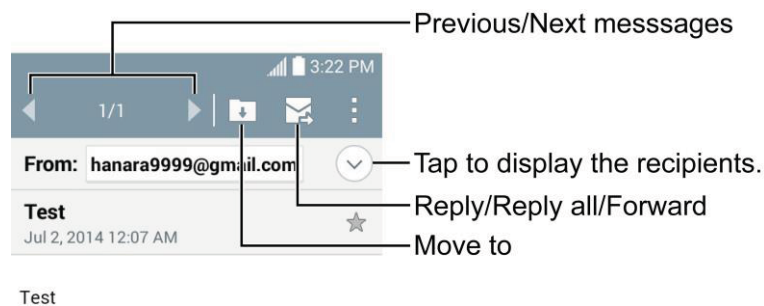 Previous/Next messsages
3:22 PM
1/1
From: hanara9999@gmail.com
Tap to display the recipients.
Test
Reply/Reply all/Forward
Jul 2, 2014 12:07 AM
Move to
Test